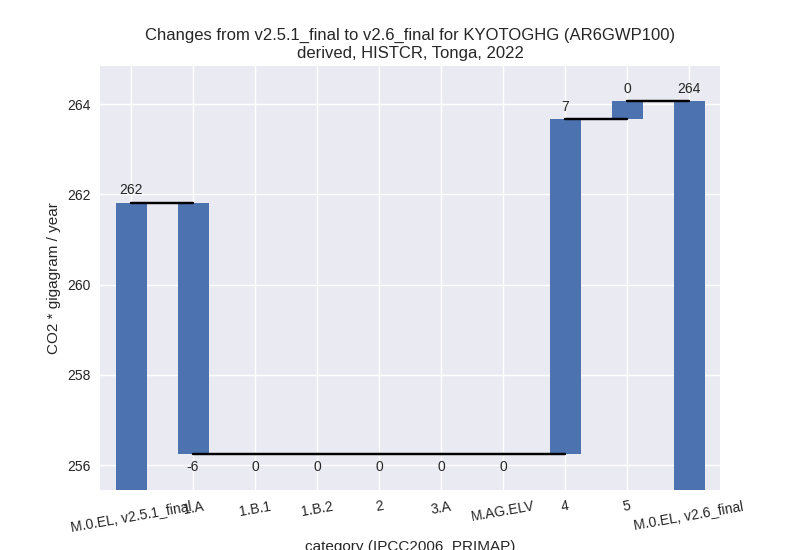 Changes from v2.5.1_final to v2.6_final for KYOTOGHG (AR6GWP100)
derived, HISTCR, Tonga, 2022
CO2 * gigagram / year
264
262
260
258
256
262
-6
0
0
0
0
0
7
0
264
M.0.EL, v2.5.1_final
1.A
1.B.1
1.B.2
2
3.A
M.AG.ELV
4
5
M.0.EL, v2.6_final
category (IPCC2006_PRIMAP)